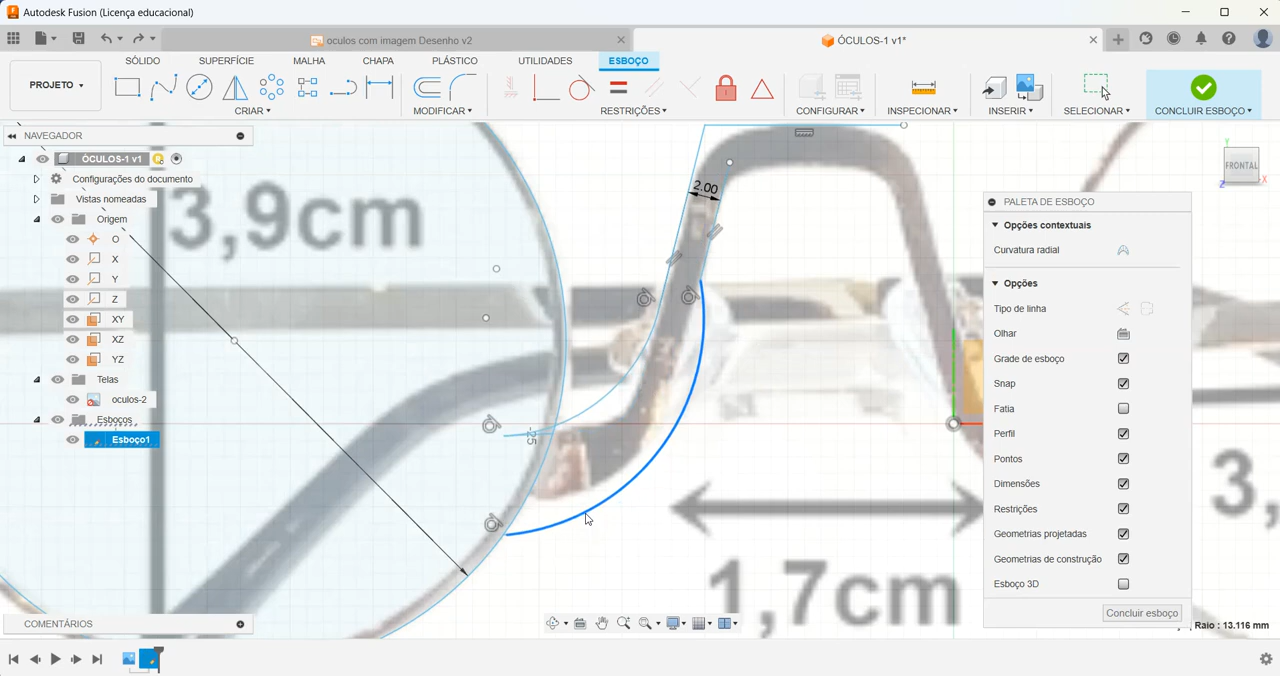 Autodesk Fusion (Licença educacional)
oculos com imagem Desenho v2
ÓCULOS-1 v1*
SÓLIDO SUPERFÍCIE MALHA CHAPA PLÁSTICO UTILIDADES ESBOÇO
PROJETO
CRIAR MODIFICAR RESTRIÇÕES CONFIGURAR INSPECIONAR INSERIR SELECIONAR CONCLUIR ESBOÇO
NAVEGADOR
ÓCULOS-1 v1
Configurações do documento
Vistas nomeadas
Origem
O
X
Y
Z
XY
XZ
YZ
Telas
oculos-2
Esboços
Esboço1
COMENTÁRIOS
3,9cm
2.00
-25
1,7cm
3,
Y
FRONTAL
X
Z
PALETA DE ESBOÇO
Opções contextuais
Curvatura radial
Opções
Tipo de linha
Olhar
Grade de esboço
Snap
Fatia
Perfil
Pontos
Dimensões
Restrições
Geometrias projetadas
Geometrias de construção
Esboço 3D
Concluir esboço
Raio : 13.116 mm